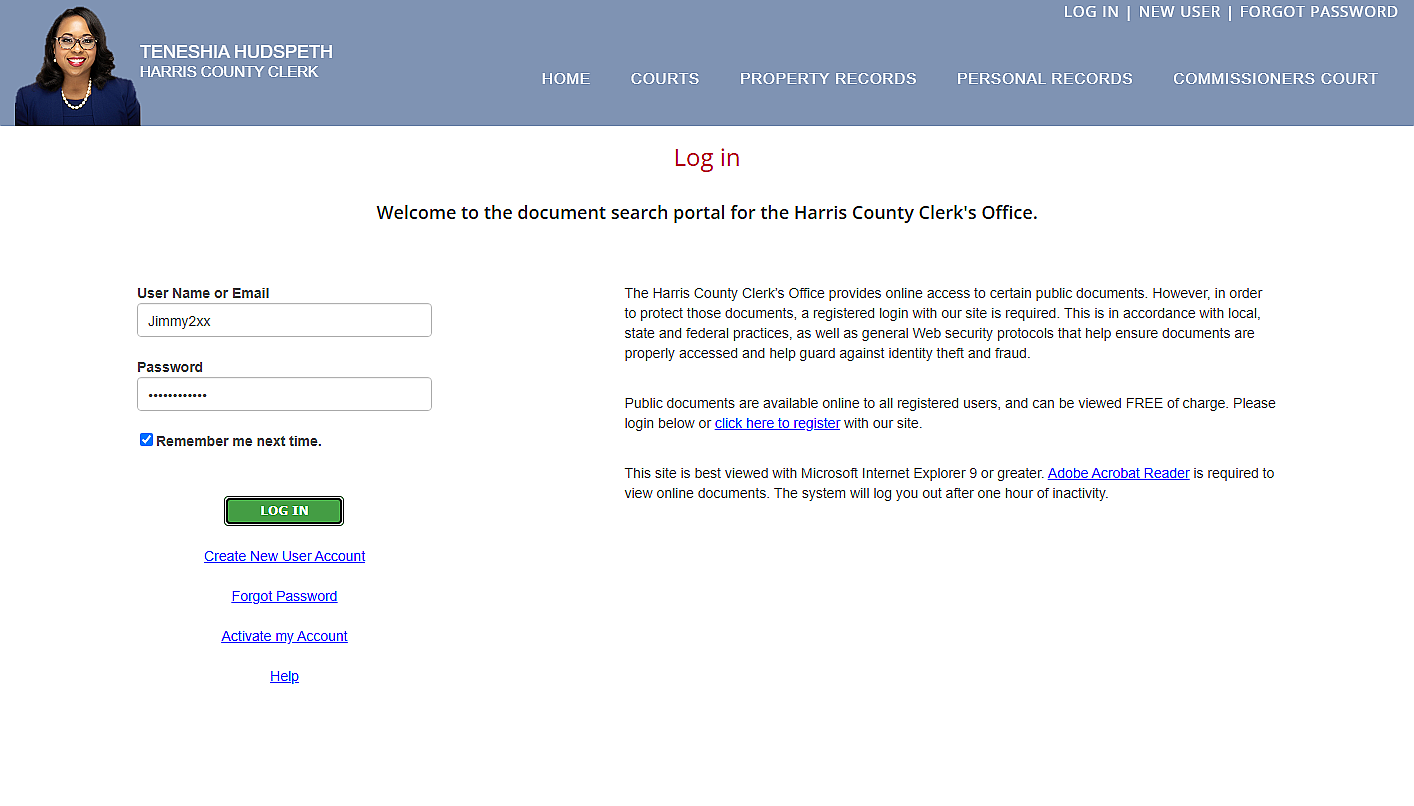 LOG IN | NEW USER | FORGOT PASSWORD
TENESHIA HUDSPETH
HARRIS COUNTY CLERK
HOME COURTS PROPERTY RECORDS PERSONAL RECORDS COMMISSIONERS COURT
Log in
Welcome to the document search portal for the Harris County Clerk's Office.
User Name or Email
Jimmy2xx
Password
••••••••••••
Remember me next time.
LOG IN
Create New User Account
Forgot Password
Activate my Account
Help
The Harris County Clerk's Office provides online access to certain public documents. However, in order
to protect those documents, a registered login with our site is required. This is in accordance with local,
state and federal practices, as well as general Web security protocols that help ensure documents are
properly accessed and help guard against identity theft and fraud.
Public documents are available online to all registered users, and can be viewed FREE of charge. Please
login below or click here to register with our site.
This site is best viewed with Microsoft Internet Explorer 9 or greater. Adobe Acrobat Reader is required to
view online documents. The system will log you out after one hour of inactivity.